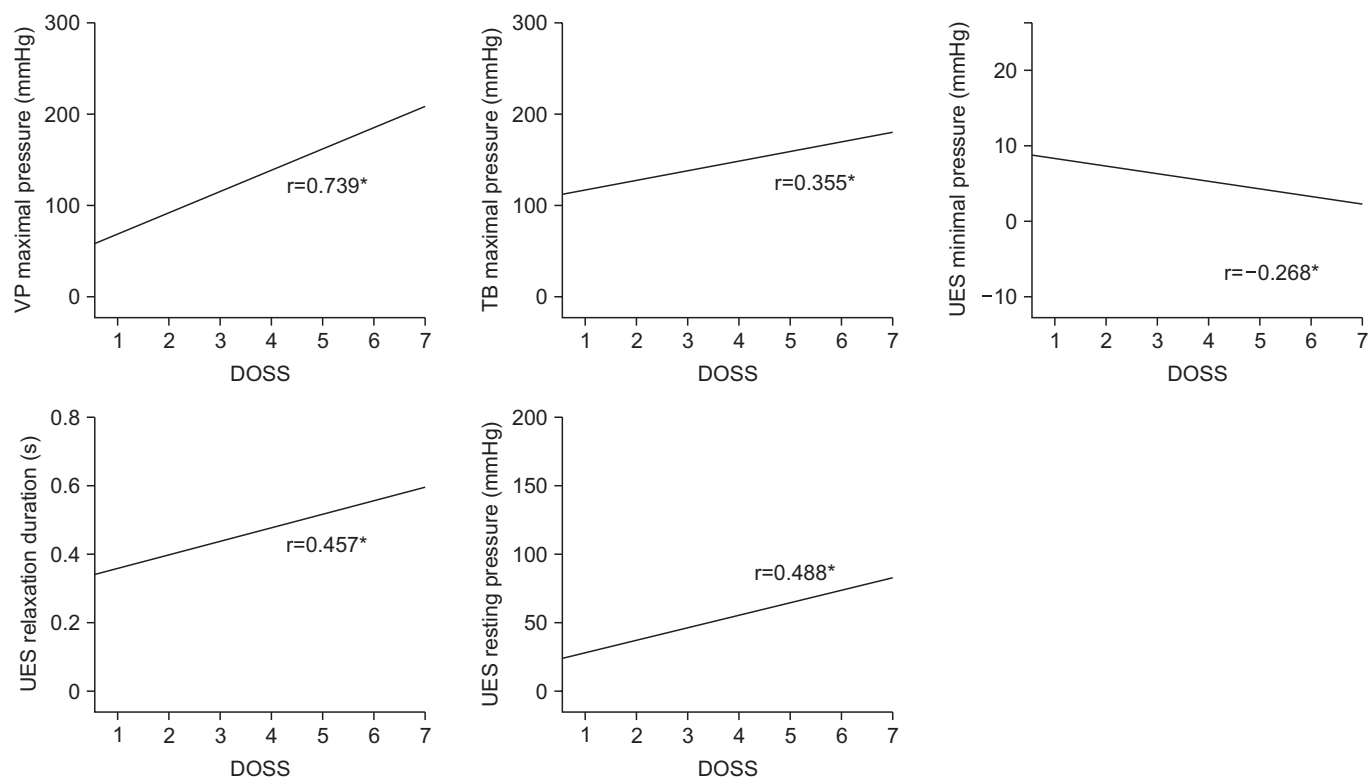 VP maximal pressure (mmHg)
300
200
100
0
r=0.739*
1 2 3 4 5 6 7
DOSS
TB maximal pressure (mmHg)
300
200
100
0
r=0.355*
1 2 3 4 5 6 7
DOSS
UES minimal pressure (mmHg)
20
10
0
−10
r=−0.268*
1 2 3 4 5 6 7
DOSS
UES relaxation duration (s)
0.8
0.6
0.4
0.2
0
r=0.457*
1 2 3 4 5 6 7
DOSS
UES resting pressure (mmHg)
200
150
100
50
0
r=0.488*
1 2 3 4 5 6 7
DOSS